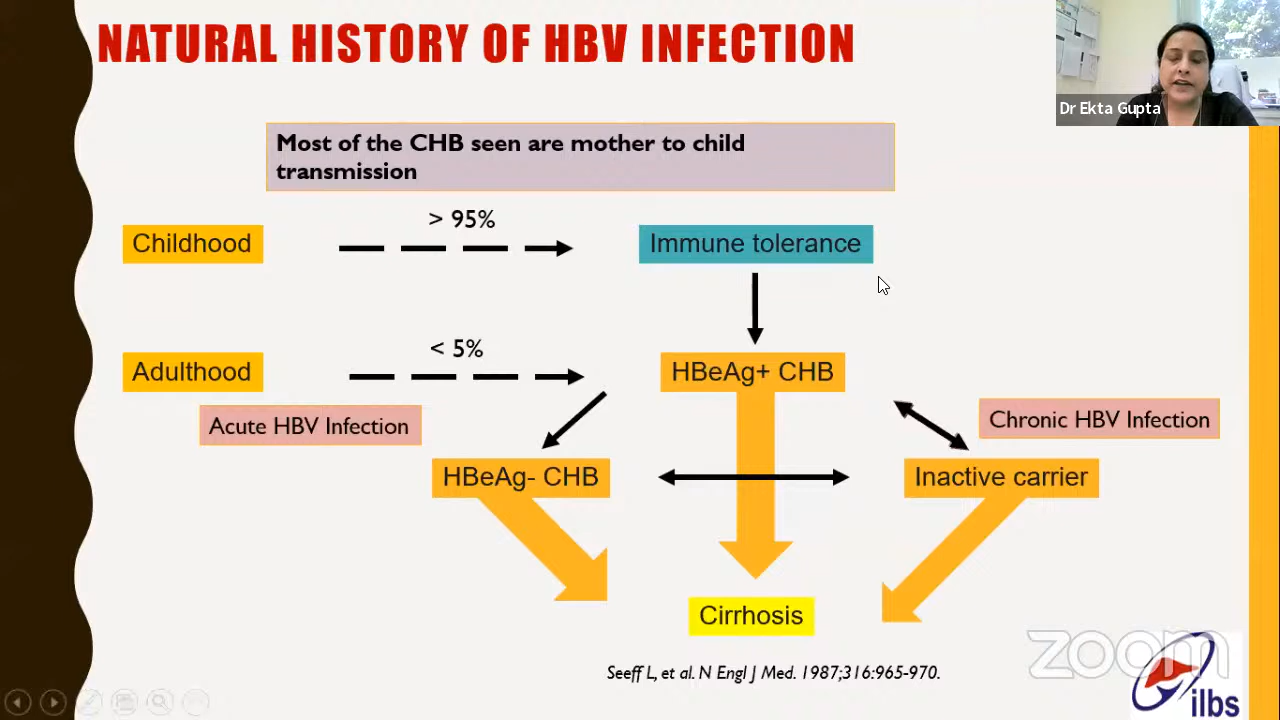 NATURAL HISTORY OF HBV INFECTION
Dr Ekta Gupta
Most of the CHB seen are mother to child
transmission
> 95%
Childhood
Immune tolerance
< 5%
Adulthood
HBeAg+ CHB
Acute HBV Infection
Chronic HBV Infection
HBeAg- CHB
Inactive carrier
Cirrhosis
zoom
Seeff L, et al. N Engl J Med. 1987;316:965-970.
ilbs